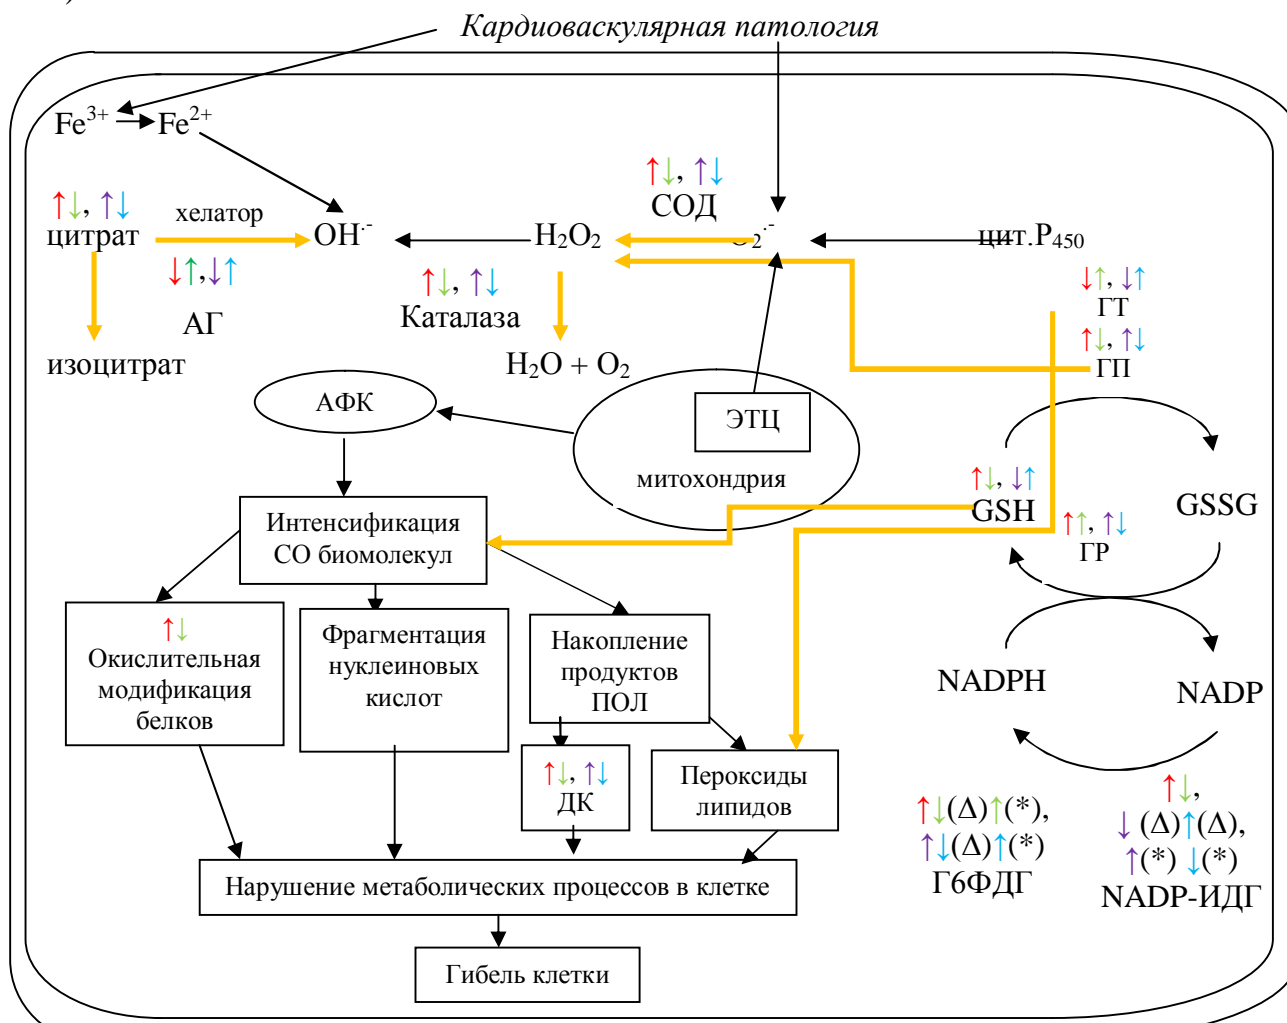 )
Кардиоваскулярная патология
Fe³⁺
Fe²⁺
↑↓, ↑↓
СОД
↑↓, ↑↓
хелатор
цитрат
OH·⁻
H₂O₂
O₂·⁻
цит.P₄₅₀
↓↑,↓↑
АГ
↑↓, ↑↓
Каталаза
↓↑, ↓↑
ГТ
↑↓, ↑↓
ГП
изоцитрат
H₂O + O₂
АФК
ЭТЦ
митохондрия
↑↓, ↓↑
GSH
GSSG
↑↑, ↑↓
ГР
Интенсификация
СО биомолекул
↑↓
Окислительная
модификация
белков
Фрагментация
нуклеиновых
кислот
Накопление
продуктов
ПОЛ
NADPH
NADP
↑↓, ↑↓
ДК
Пероксиды
липидов
↑↓(Δ)↑(*),
↑↓(Δ)↑(*)
Г6ФДГ
↑↓,
↓(Δ)↑(Δ),
↑(*) ↓(*)
NADP-ИДГ
Нарушение метаболических процессов в клетке
Гибель клетки